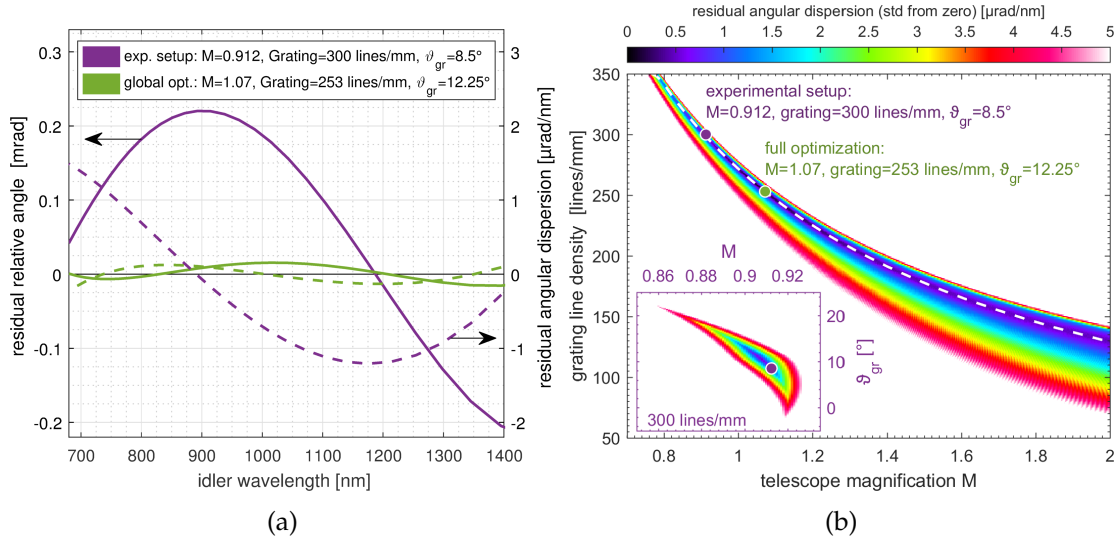 exp. setup: M=0.912, Grating=300 lines/mm, ϑgr=8.5°
global opt.: M=1.07, Grating=253 lines/mm, ϑgr=12.25°
residual relative angle [mrad]
0.3
0.2
0.1
0
-0.1
-0.2
3
2
1
0
-1
-2
residual angular dispersion [µrad/nm]
700 800 900 1000 1100 1200 1300 1400
idler wavelength [nm]
(a)
residual angular dispersion (std from zero) [µrad/nm]
0 0.5 1 1.5 2 2.5 3 3.5 4 4.5 5
grating line density [lines/mm]
350
300
250
200
150
100
50
experimental setup:
M=0.912, grating=300 lines/mm, ϑgr=8.5°
full optimization:
M=1.07, grating=253 lines/mm, ϑgr=12.25°
M
0.86 0.88 0.9 0.92
20
10
0
ϑgr [°]
300 lines/mm
0.8 1 1.2 1.4 1.6 1.8 2
telescope magnification M
(b)